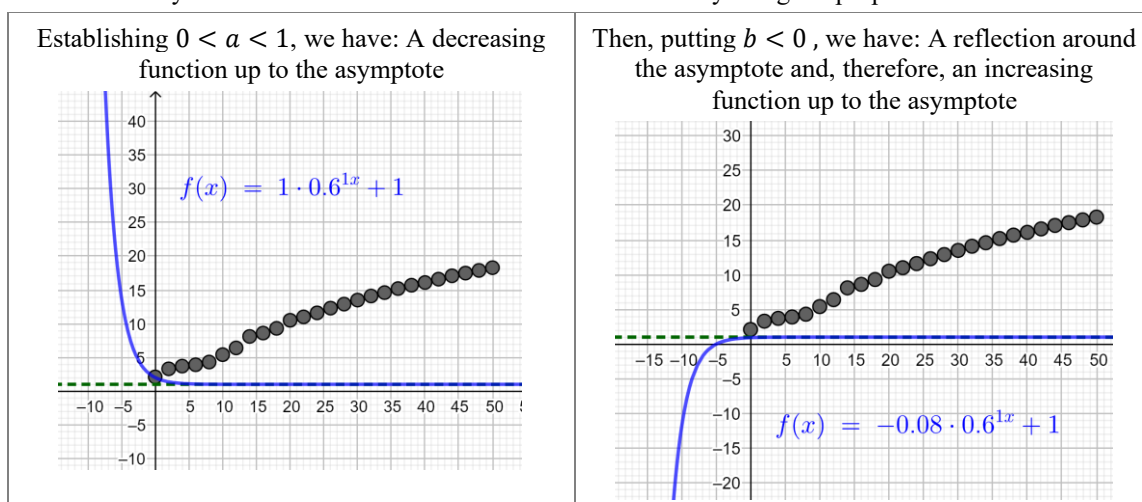 Establishing 0 < a < 1, we have: A decreasing
function up to the asymptote
40
35
30
25
20
15
10
5
−5
−10
f(x) = 1 · 0.6^{1x} + 1
−10 −5 5 10 15 20 25 30 35 40 45 50
Then, putting b < 0 , we have: A reflection around
the asymptote and, therefore, an increasing
function up to the asymptote
30
25
20
15
10
5
−15 −10 −5 5 10 15 20 25 30 35 40 45 50
−5
−10
−15
−20
f(x) = −0.08 · 0.6^{1x} + 1